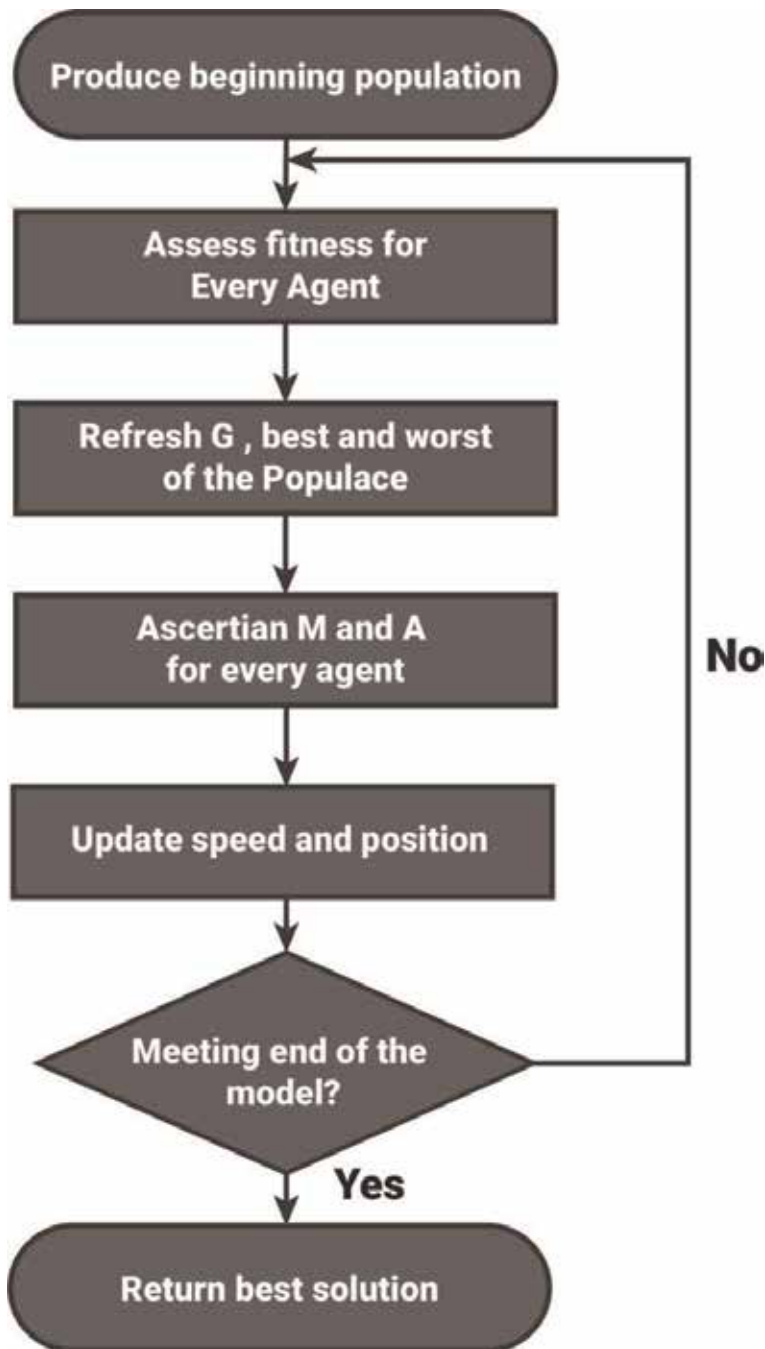 Produce beginning population
Assess fitness for
Every Agent
Refresh G , best and worst
of the Populace
Ascertian M and A
for every agent
No
Update speed and position
Meeting end of the
model?
Yes
Return best solution